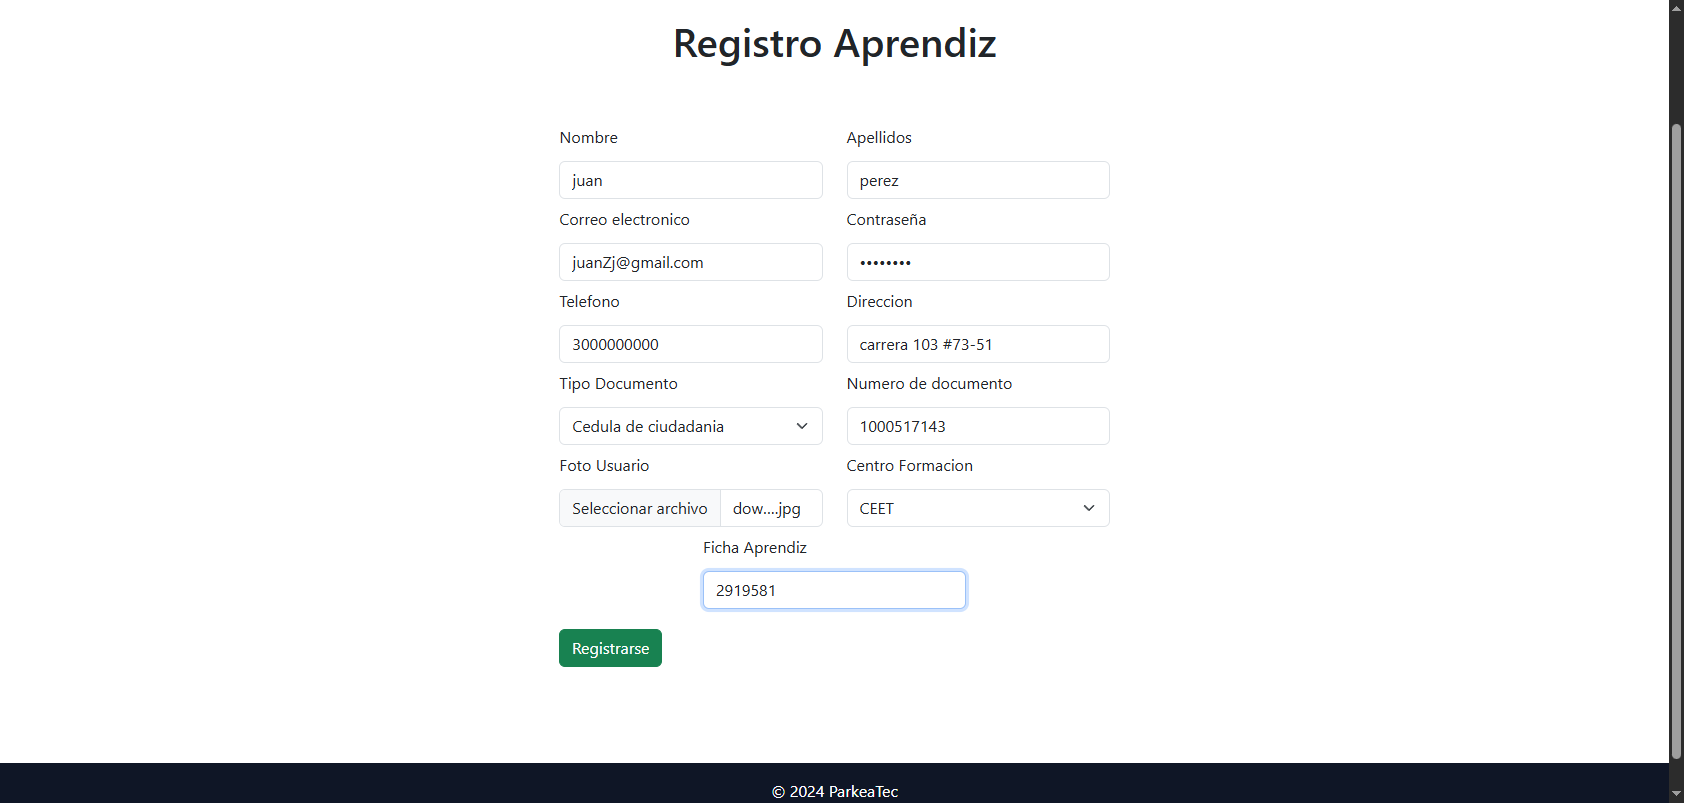 Registro Aprendiz
Nombre Apellidos
juan perez
Correo electronico Contraseña
juanZj@gmail.com ••••••••
Telefono Direccion
3000000000 carrera 103 #73-51
Tipo Documento Numero de documento
Cedula de ciudadania 1000517143
Foto Usuario Centro Formacion
Seleccionar archivo dow....jpg CEET
Ficha Aprendiz
2919581
Registrarse
© 2024 ParkeaTec